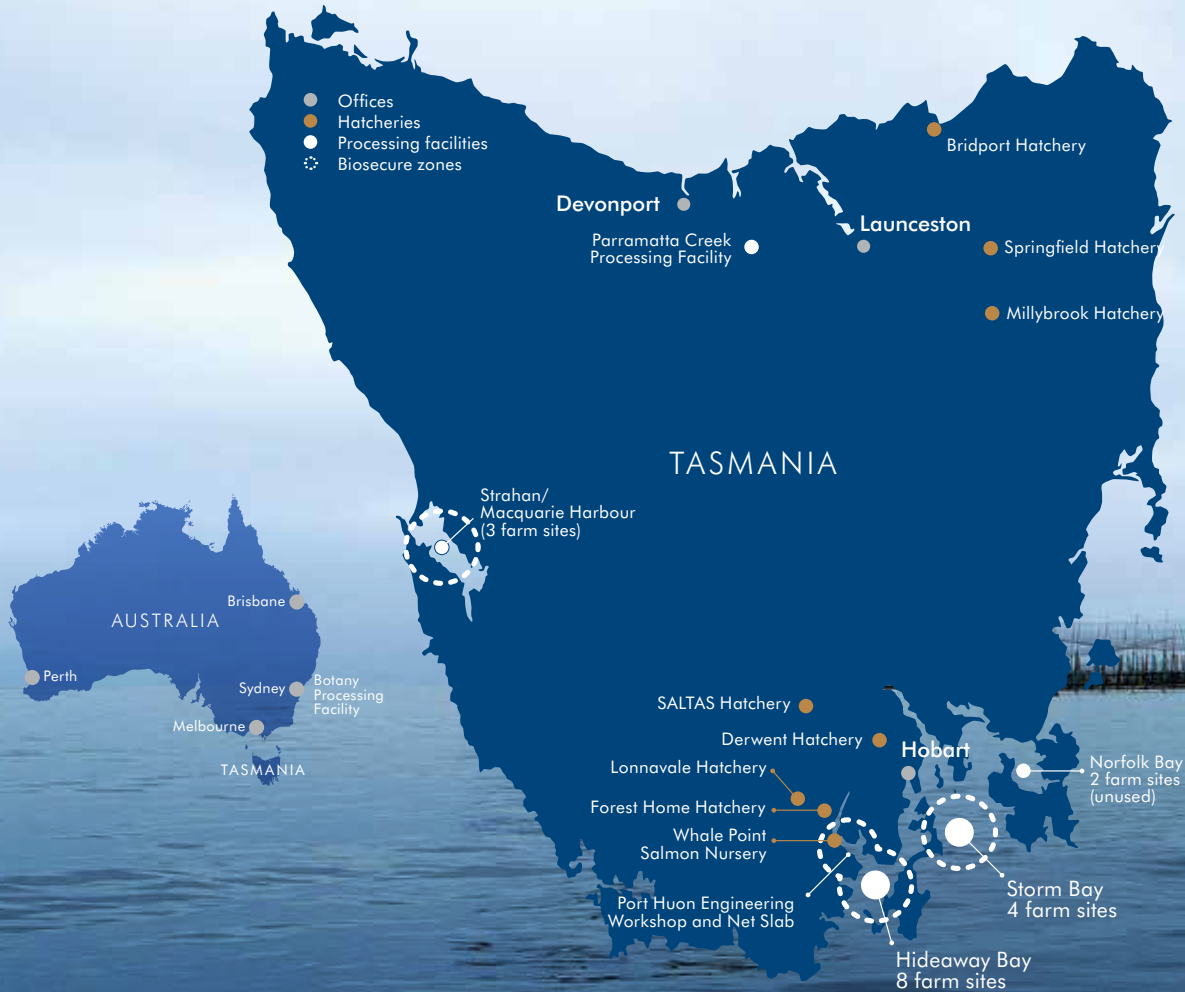 Offices
Hatcheries
Processing facilities
Biosecure zones
Bridport Hatchery
Devonport
Launceston
Parramatta Creek
Processing Facility
Springfield Hatchery
Millybrook Hatchery
TASMANIA
Strahan/
Macquarie Harbour
(3 farm sites)
Brisbane
AUSTRALIA
Perth
Sydney
Botany
Processing
Facility
Melbourne
TASMANIA
SALTAS Hatchery
Derwent Hatchery
Hobart
Lonnavale Hatchery
Norfolk Bay
2 farm sites
(unused)
Forest Home Hatchery
Whale Point
Salmon Nursery
Port Huon Engineering
Workshop and Net Slab
Storm Bay
4 farm sites
Hideaway Bay
8 farm sites